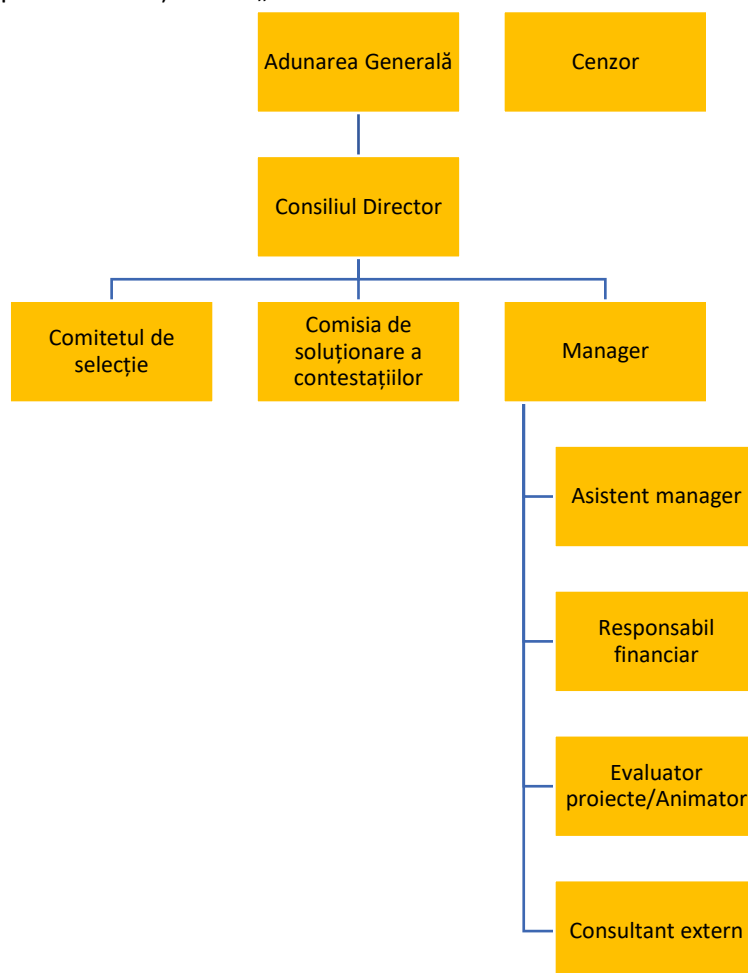 Adunarea Generală
Cenzor
Consiliul Director
Comitetul de
selecție
Comisia de
soluționare a
contestațiilor
Manager
Asistent manager
Responsabil
financiar
Evaluator
proiecte/Animator
Consultant extern